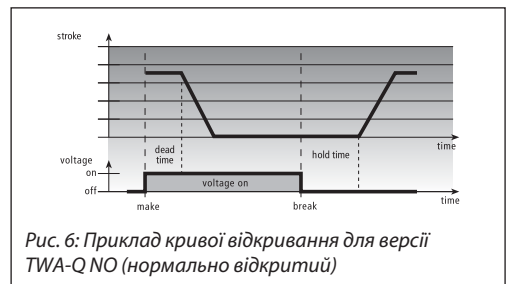 stroke
time
dead
time
hold time
voltage
on
off
voltage on
time
make
break
Рис. 6: Приклад кривої відкривання для версії
TWA-Q NO (нормально відкритий)